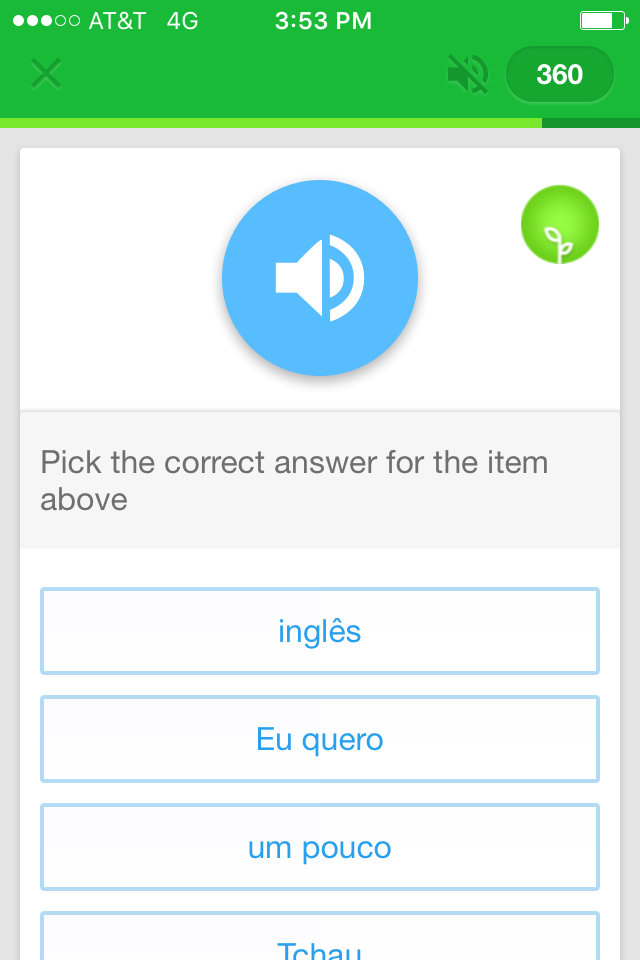 AT&T 4G 3:53 PM
360
Pick the correct answer for the item
above
inglês
Eu quero
um pouco
Tchau